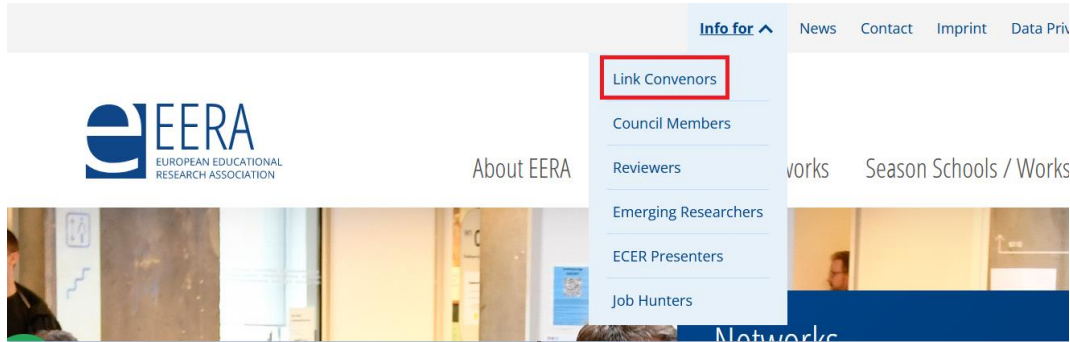 Info for News Contact Imprint Data Priv
Link Convenors
EERA
EUROPEAN EDUCATIONAL
RESEARCH ASSOCIATION
Council Members
About EERA
Reviewers
works
Season Schools / Works
Emerging Researchers
ECER Presenters
Job Hunters
Networks